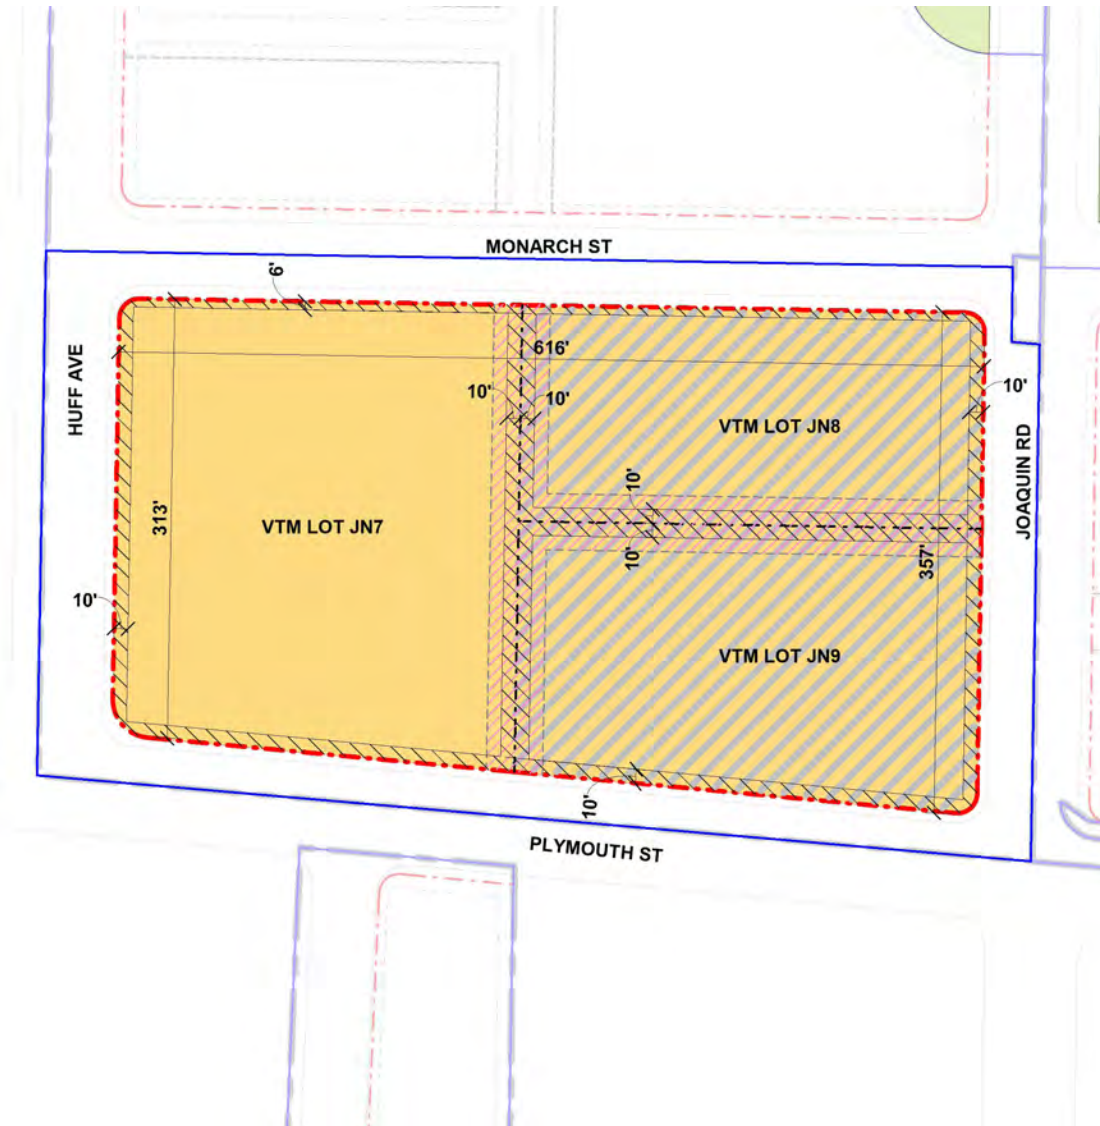 MONARCH ST
6'
HUFF AVE
616'
10'
10'
10'
VTM LOT JN8
JOAQUIN RD
10'
313'
VTM LOT JN7
10'
357'
10'
VTM LOT JN9
10'
PLYMOUTH ST